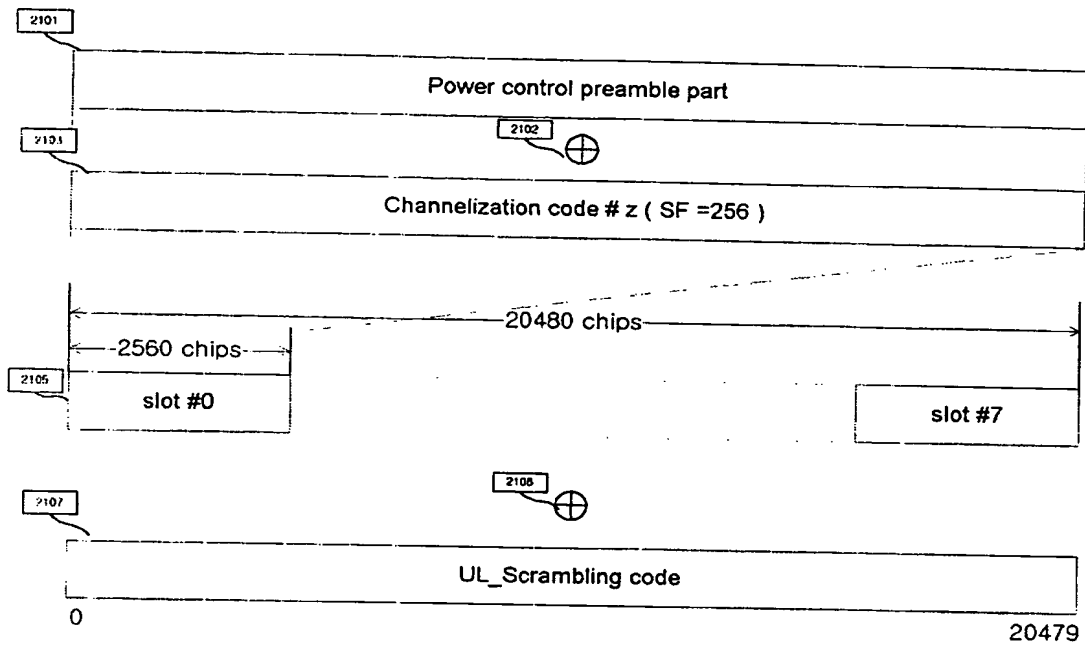 2101
Power control preamble part
2102
2103
Channelization code # z ( SF =256 )
20480 chips
2560 chips
2105
slot #0
slot #7
2106
2107
UL_Scrambling code
0
20479